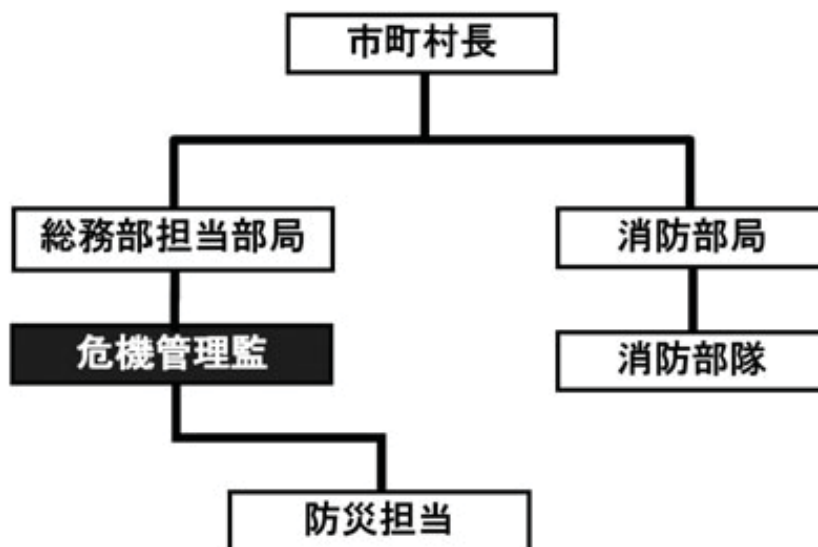 市町村長
総務部担当部局
消防部局
危機管理監
消防部隊
防災担当